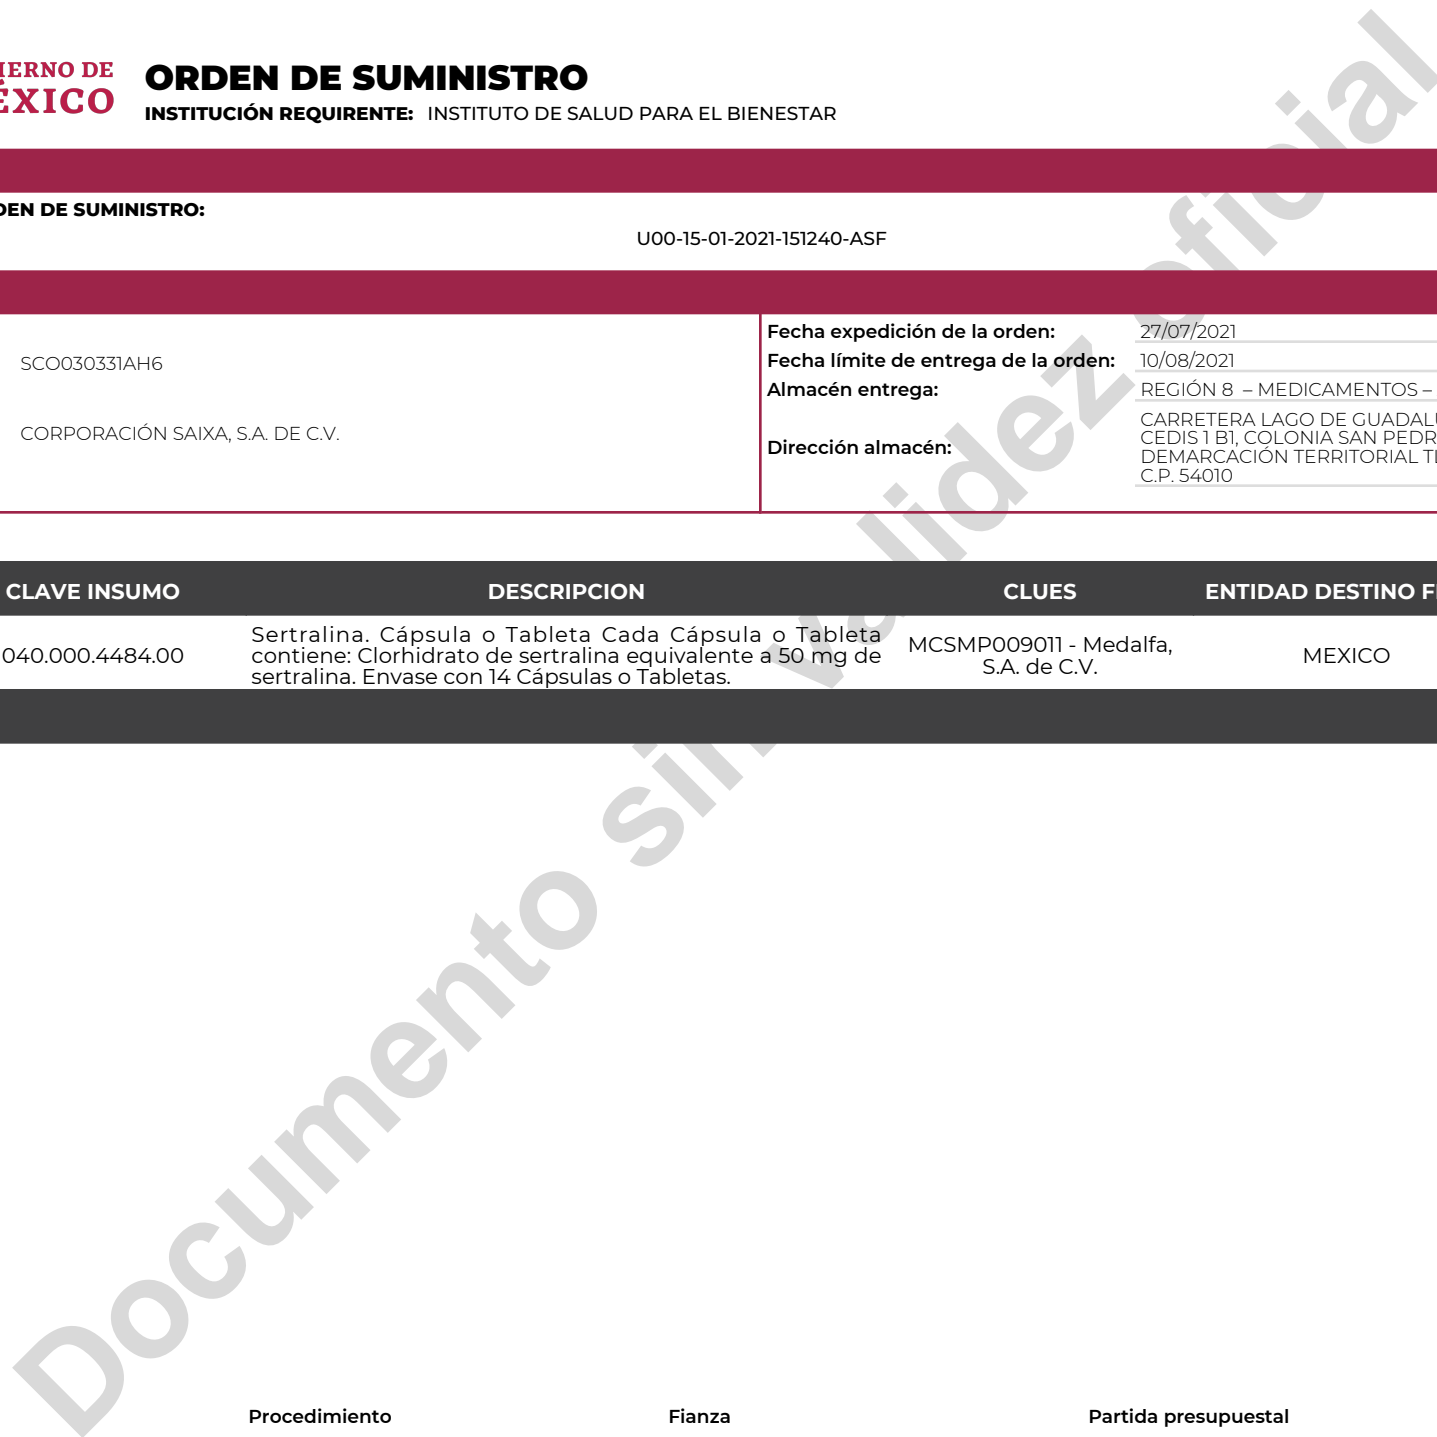 IERNO DE
ÉXICO
ORDEN DE SUMINISTRO
INSTITUCIÓN REQUIRENTE: INSTITUTO DE SALUD PARA EL BIENESTAR
DEN DE SUMINISTRO:
U00-15-01-2021-151240-ASF
SCO030331AH6
CORPORACIÓN SAIXA, S.A. DE C.V.
Fecha expedición de la orden: 27/07/2021
Fecha límite de entrega de la orden: 10/08/2021
Almacén entrega: REGIÓN 8 – MEDICAMENTOS –
Dirección almacén:
CARRETERA LAGO DE GUADALU
CEDIS 1 B1, COLONIA SAN PEDR
DEMARCACIÓN TERRITORIAL TL
C.P. 54010
CLAVE INSUMO DESCRIPCION CLUES ENTIDAD DESTINO FI
040.000.4484.00
Sertralina. Cápsula o Tableta Cada Cápsula o Tableta
contiene: Clorhidrato de sertralina equivalente a 50 mg de
sertralina. Envase con 14 Cápsulas o Tabletas.
MCSMP009011 - Medalfa,
S.A. de C.V.
MEXICO
Documento sin validez oficial
Procedimiento Fianza Partida presupuestal